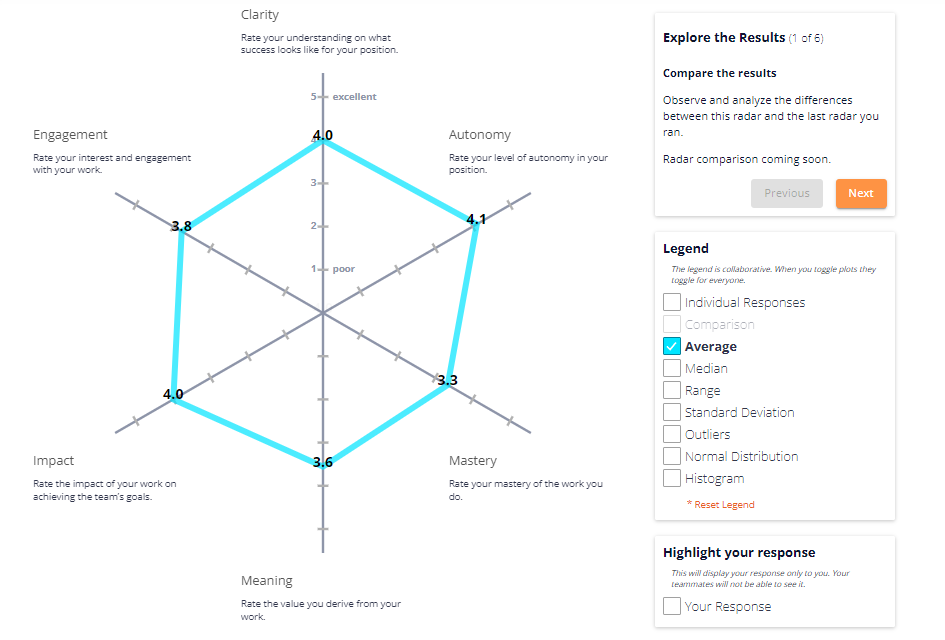 Clarity
Rate your understanding on what
success looks like for your position.
5
excellent
Engagement
Rate your interest and engagement
with your work.
4.0
Autonomy
Rate your level of autonomy in your
position.
3
3.8
4.1
2
1
poor
4.0
3.3
3.6
Impact
Rate the impact of your work on
achieving the team's goals.
Mastery
Rate your mastery of the work you
do.
Meaning
Rate the value you derive from your
work.
Explore the Results (1 of 6)
Compare the results
Observe and analyze the differences
between this radar and the last radar you
ran.
Radar comparison coming soon.
Previous
Next
Legend
The legend is collaborative. When you toggle plots they
toggle for everyone.
Individual Responses
Comparison
Average
Median
Range
Standard Deviation
Outliers
Normal Distribution
Histogram
* Reset Legend
Highlight your response
This will display your response only to you. Your
teammates will not be able to see it.
Your Response